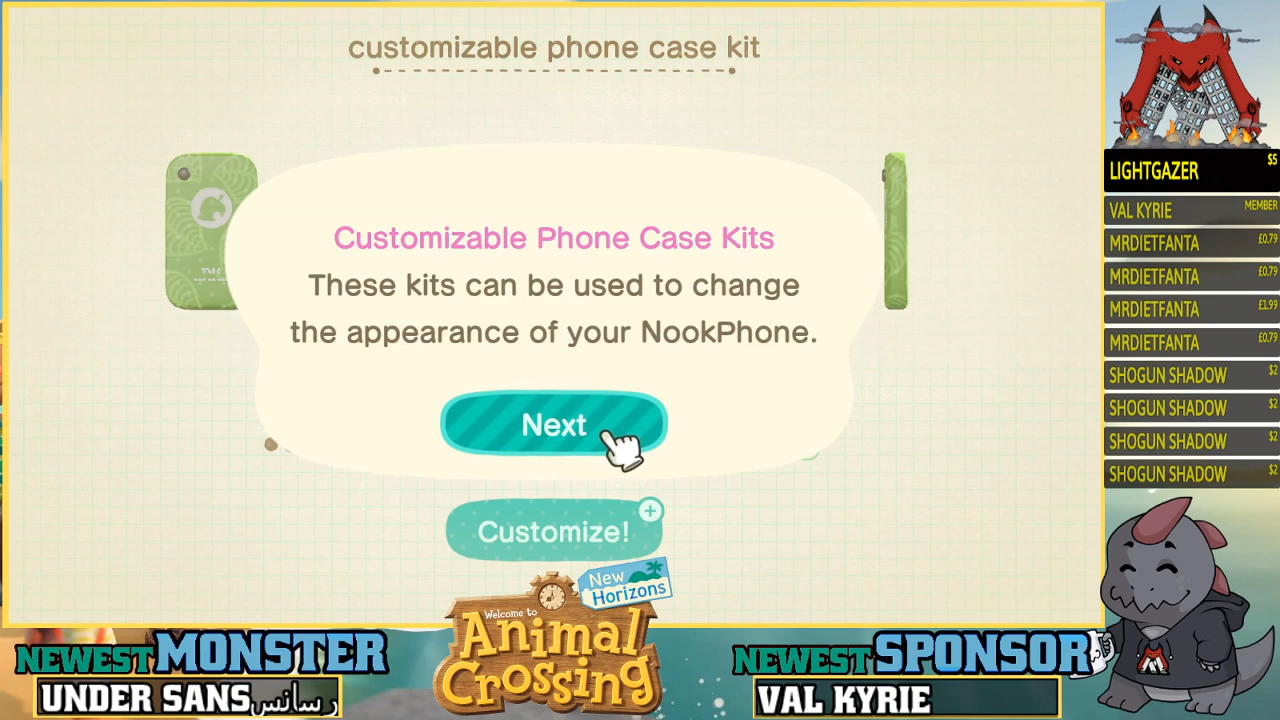 customizable phone case kit
Customizable Phone Case Kits
These kits can be used to change
the appearance of your NookPhone.
Next
Customize!
Welcome to
Animal
Crossing
New
Horizons
LIGHTGAZER $5
VAL KYRIE MEMBER
MRDIETFANTA £0.79
MRDIETFANTA £0.79
MRDIETFANTA £1.99
MRDIETFANTA £0.79
SHOGUN SHADOW $2
SHOGUN SHADOW $2
SHOGUN SHADOW $2
SHOGUN SHADOW $2
NEWEST MONSTER
UNDER SANS رسانس
NEWEST SPONSOR
VAL KYRIE